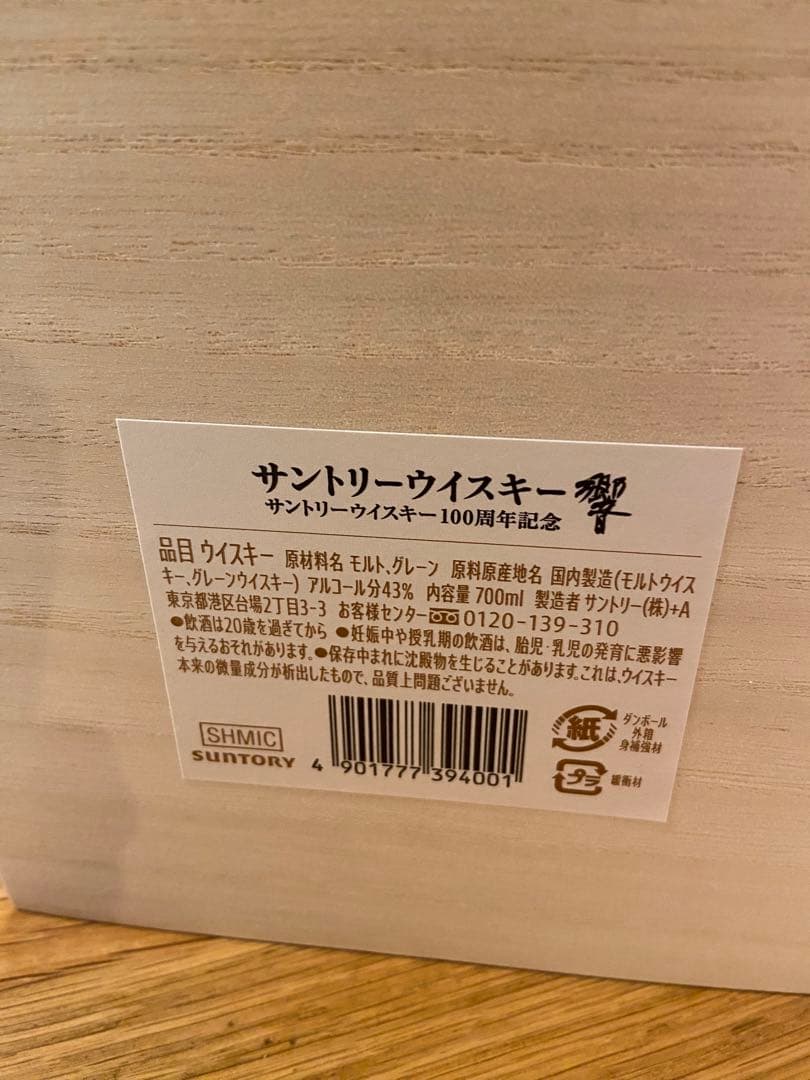 サントリーウイスキー 響
サントリーウイスキー100周年記念
品目 ウイスキー 原材料名 モルト、グレーン 原料原産地名 国内製造(モルトウイス
キー、グレーンウイスキー) アルコール分43% 内容量 700ml 製造者 サントリー(株)+A
東京都港区台場2丁目3-3 お客様センター 0120-139-310
●飲酒は20歳を過ぎてから ●妊娠中や授乳期の飲酒は、胎児・乳児の発育に悪影響
を与えるおそれがあります。●保存中まれに沈殿物を生じることがあります。これは、ウイスキー
本来の微量成分が析出したもので、品質上問題ございません。
SHMIC
SUNTORY
4 901777 394001
紙
ダンボール
外箱
身補強材
プラ
緩衝材